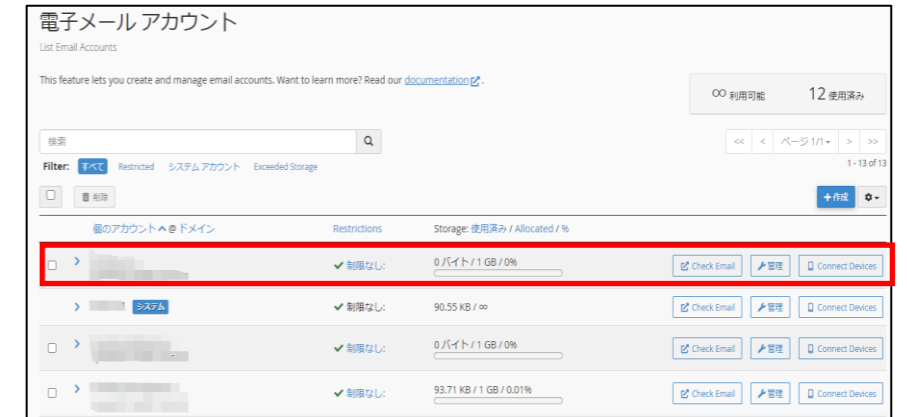 電子メール アカウント
List Email Accounts
This feature lets you create and manage email accounts. Want to learn more? Read our documentation.
∞ 利用可能 12 使用済み
検索
<< < ページ 1/1 > >>
Filter: すべて Restricted システム アカウント Exceeded Storage
1 - 13 of 13
削除
+作成
個のアカウント @ ドメイン Restrictions Storage: 使用済み / Allocated / %
制限なし: 0 バイト / 1 GB / 0% Check Email 管理 Connect Devices
システム 制限なし: 90.55 KB / ∞ Check Email 管理 Connect Devices
制限なし: 0 バイト / 1 GB / 0% Check Email 管理 Connect Devices
制限なし: 93.71 KB / 1 GB / 0.01% Check Email 管理 Connect Devices